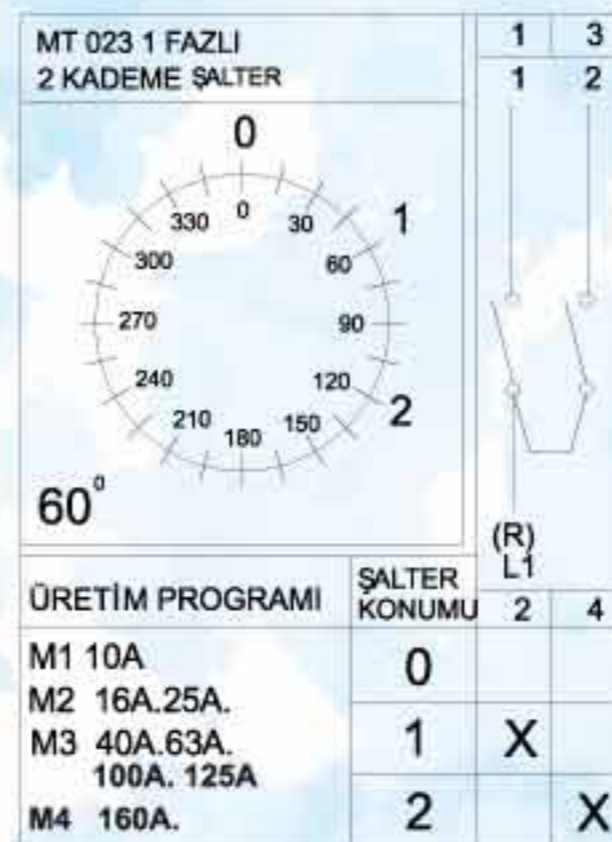 MT 023 1 FAZLI
2 KADEME ŞALTER
1 3
1 2
0
1
2
0
30
60
90
120
150
180
210
240
270
300
330
60⁰
(R)
L1
2 4
ÜRETİM PROGRAMI
ŞALTER
KONUMU
M1 10A
M2 16A.25A.
M3 40A.63A.
100A. 125A
M4 160A.
0
1 X
2 X